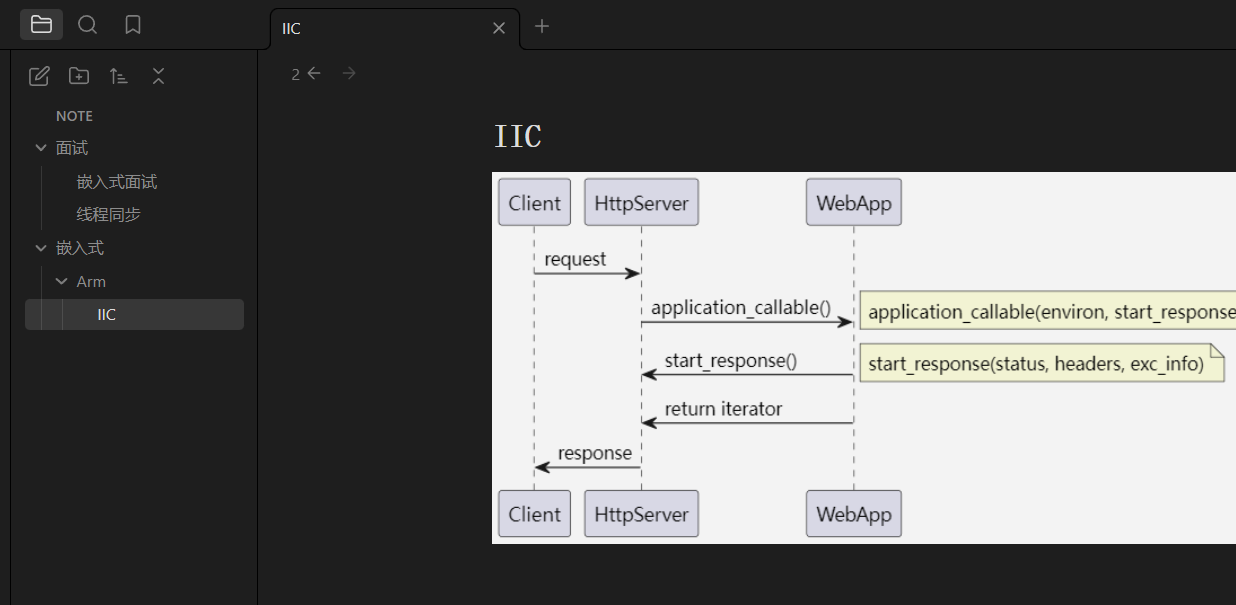 IIC
2
NOTE
面试
嵌入式面试
线程同步
嵌入式
Arm
IIC
IIC
Client HttpServer WebApp
request
application_callable() application_callable(environ, start_response
start_response() start_response(status, headers, exc_info)
return iterator
response
Client HttpServer WebApp